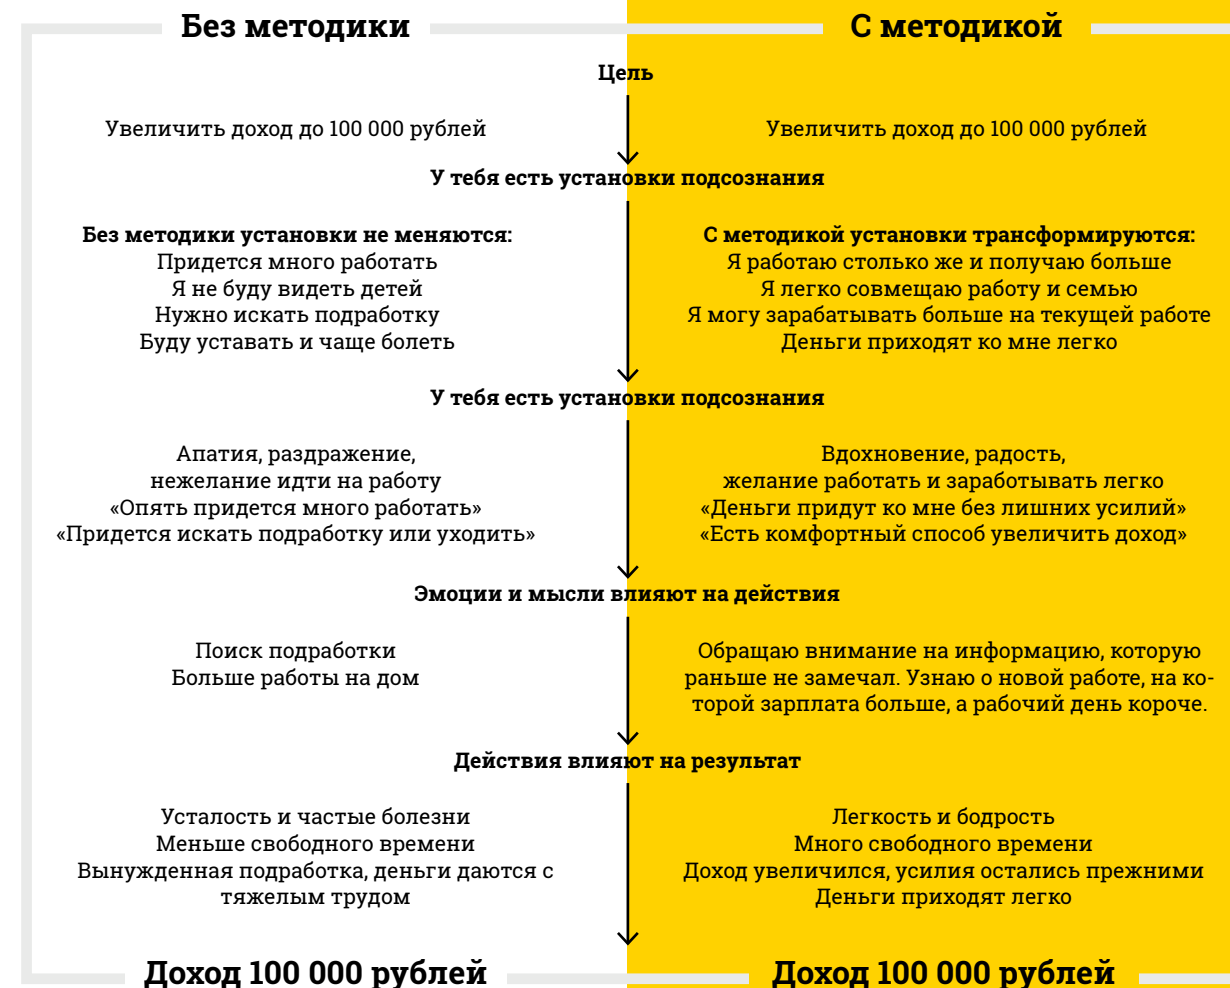 Без методики
С методикой
Цель
Увеличить доход до 100 000 рублей
Увеличить доход до 100 000 рублей
У тебя есть установки подсознания
Без методики установки не меняются:
Придется много работать
Я не буду видеть детей
Нужно искать подработку
Буду уставать и чаще болеть
С методикой установки трансформируются:
Я работаю столько же и получаю больше
Я легко совмещаю работу и семью
Я могу зарабатывать больше на текущей работе
Деньги приходят ко мне легко
У тебя есть установки подсознания
Апатия, раздражение,
нежелание идти на работу
«Опять придется много работать»
«Придется искать подработку или уходить»
Вдохновение, радость,
желание работать и заработывать легко
«Деньги придут ко мне без лишних усилий»
«Есть комфортный способ увеличить доход»
Эмоции и мысли влияют на действия
Поиск подработки
Больше работы на дом
Обращаю внимание на информацию, которую
раньше не замечал. Узнаю о новой работе, на ко-
торой зарплата больше, а рабочий день короче.
Действия влияют на результат
Усталость и частые болезни
Меньше свободного времени
Вынужденная подработка, деньги даются с
тяжелым трудом
Легкость и бодрость
Много свободного времени
Доход увеличился, усилия остались прежними
Деньги приходят легко
Доход 100 000 рублей
Доход 100 000 рублей